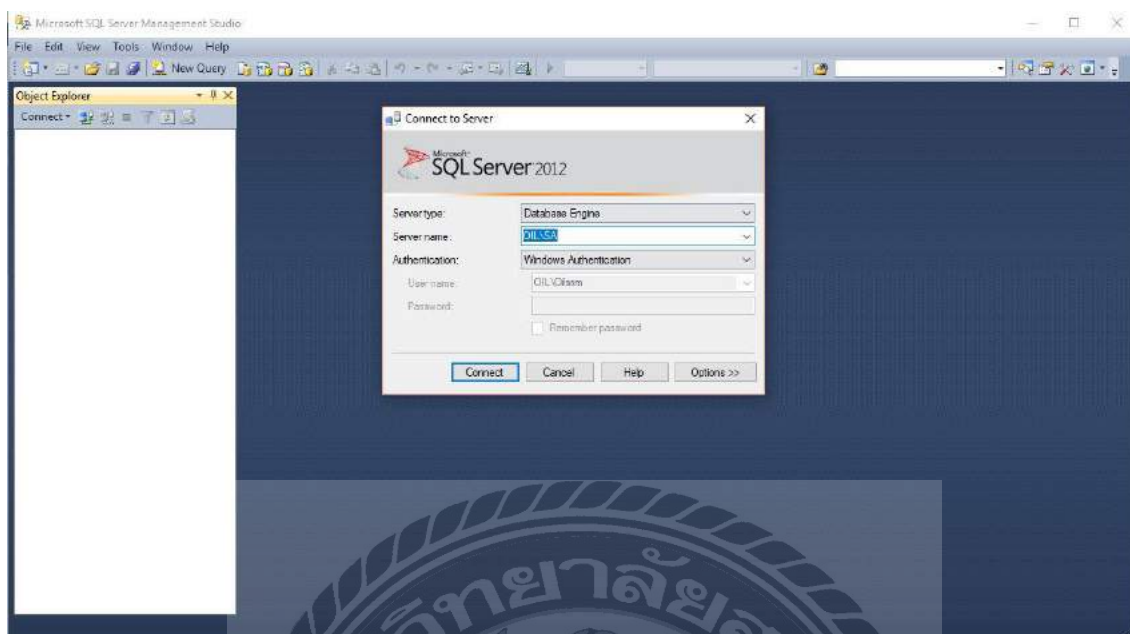 Microsoft SQL Server Management Studio
File Edit View Tools Window Help
New Query
Object Explorer
Connect
Connect to Server
Microsoft
SQL Server 2012
Server type:
Database Engine
Server name:
OIL\SA
Authentication:
Windows Authentication
User name:
Password:
Remember password
Connect
Cancel
Help
Options >>